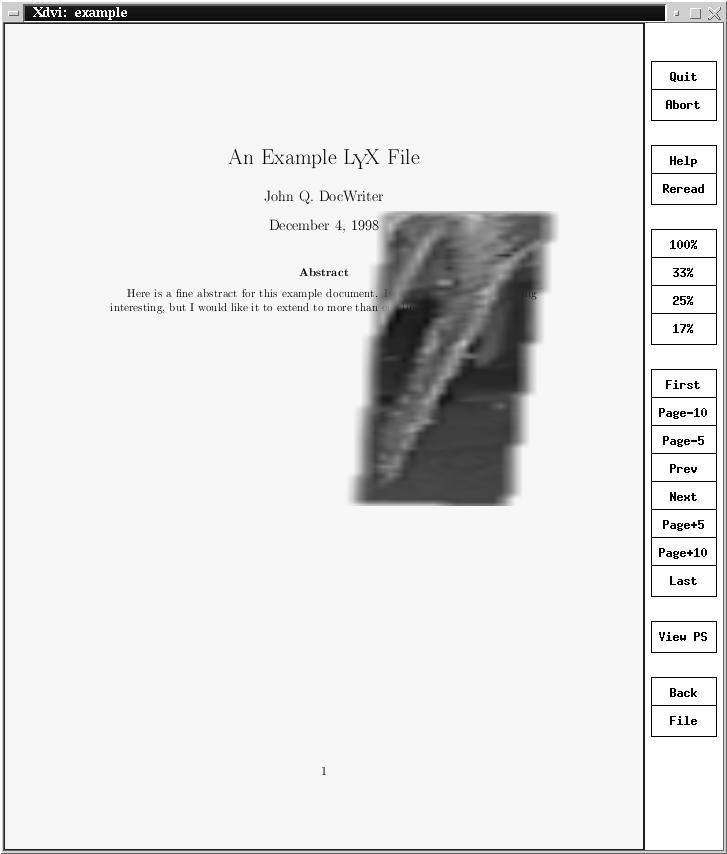 Xdvi: example
An Example LYX File
John Q. DocWriter
December 4, 1998
Abstract
Here is a fine abstract for this example document.
interesting, but I would like it to extend to more than
1
Quit
Abort
Help
Reread
100%
33%
25%
17%
First
Page-10
Page-5
Prev
Next
Page+5
Page+10
Last
View PS
Back
File